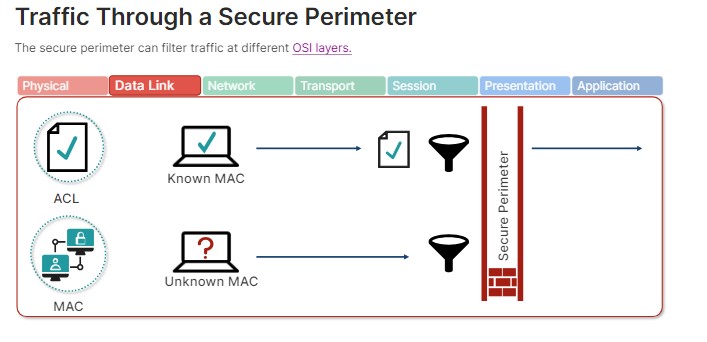 Traffic Through a Secure Perimeter
The secure perimeter can filter traffic at different OSI layers.
Physical
Data Link
Network
Transport
Session
Presentation
Application
ACL
Known MAC
MAC
Unknown MAC
Secure Perimeter